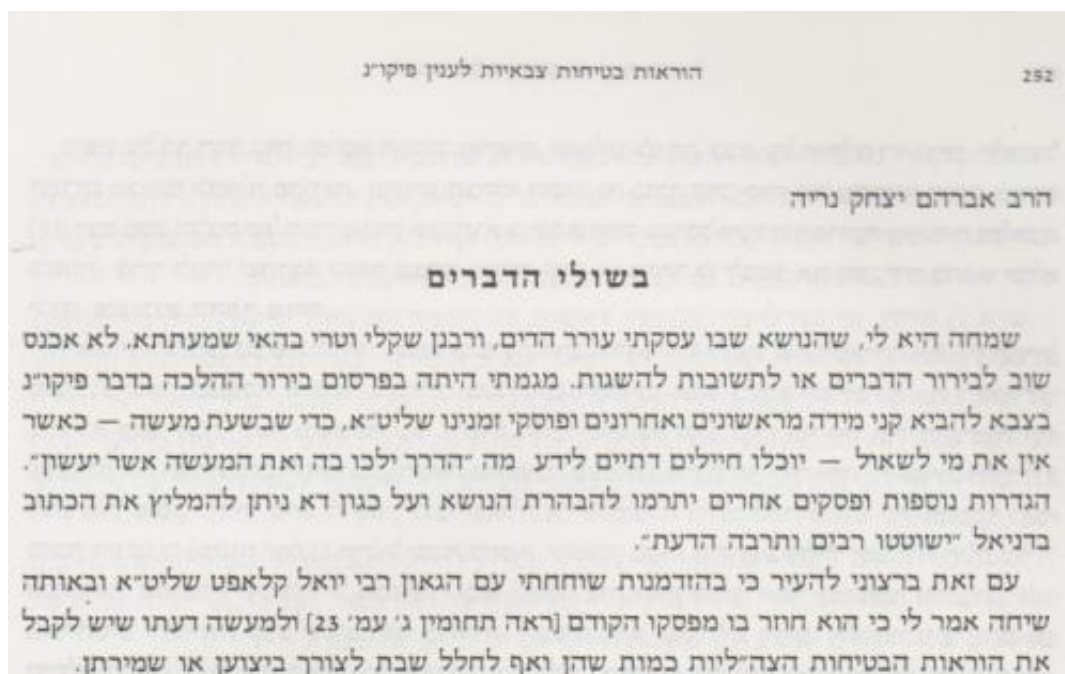 292 הוראות בטיחות צבאיות לענין פיקו״נ
הרב אברהם יצחק נריה
בשולי הדברים
שמחה היא לי, שהנושא שבו עסקתי עורר הדים, ורבנן שקלי וטרי בהאי שמעתתא. לא אכנס
שוב לבירור הדברים או לתשובות להשגות. מגמתי היתה בפרסום בירור ההלכה בדבר פיקו״נ
בצבא להביא קני מידה מראשונים ואחרונים ופוסקי זמנינו שליט״א, כדי שבשעת מעשה — כאשר
אין את מי לשאול — יוכלו חיילים דתיים לידע מה ״הדרך ילכו בה ואת המעשה אשר יעשון״.
הגדרות נוספות ופסקים אחרים יתרמו להבהרת הנושא ועל כגון דא ניתן להמליץ את הכתוב
בדניאל ״ישוטטו רבים ותרבה הדעת״.
עם זאת ברצוני להעיר כי בהזדמנות שוחחתי עם הגאון רבי יואל קלאפט שליט״א ובאותה
שיחה אמר לי כי הוא חוזר בו מפסקו הקודם [ראה תחומין ג׳ עמ׳ 23] ולמעשה דעתו שיש לקבל
את הוראות הבטיחות הצה״ליות כמות שהן ואף לחלל שבת לצורך ביצוען או שמירתן.